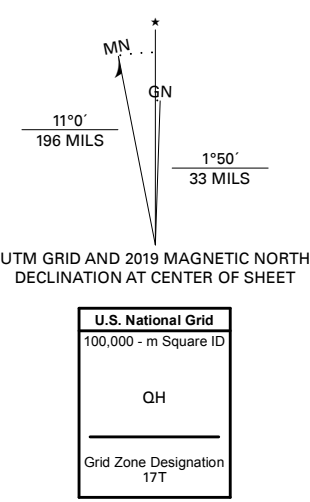 ★
MN
GN
11°0´
196 MILS
1°50´
33 MILS
UTM GRID AND 2019 MAGNETIC NORTH
DECLINATION AT CENTER OF SHEET
U.S. National Grid
100,000 - m Square ID
QH
Grid Zone Designation
17T